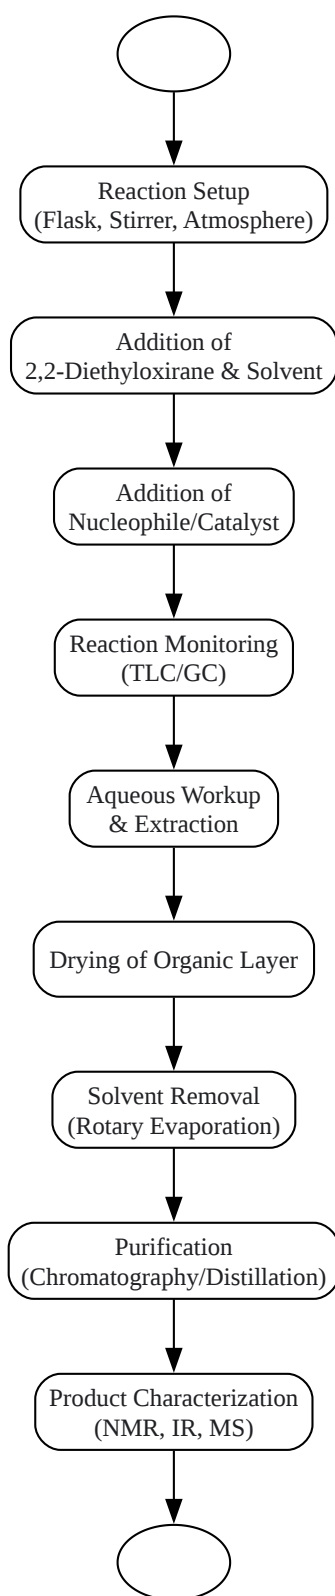 Reaction Setup
(Flask, Stirrer, Atmosphere)
Addition of
2,2-Diethyloxirane & Solvent
Addition of
Nucleophile/Catalyst
Reaction Monitoring
(TLC/GC)
Aqueous Workup
& Extraction
Drying of Organic Layer
Solvent Removal
(Rotary Evaporation)
Purification
(Chromatography/Distillation)
Product Characterization
(NMR, IR, MS)